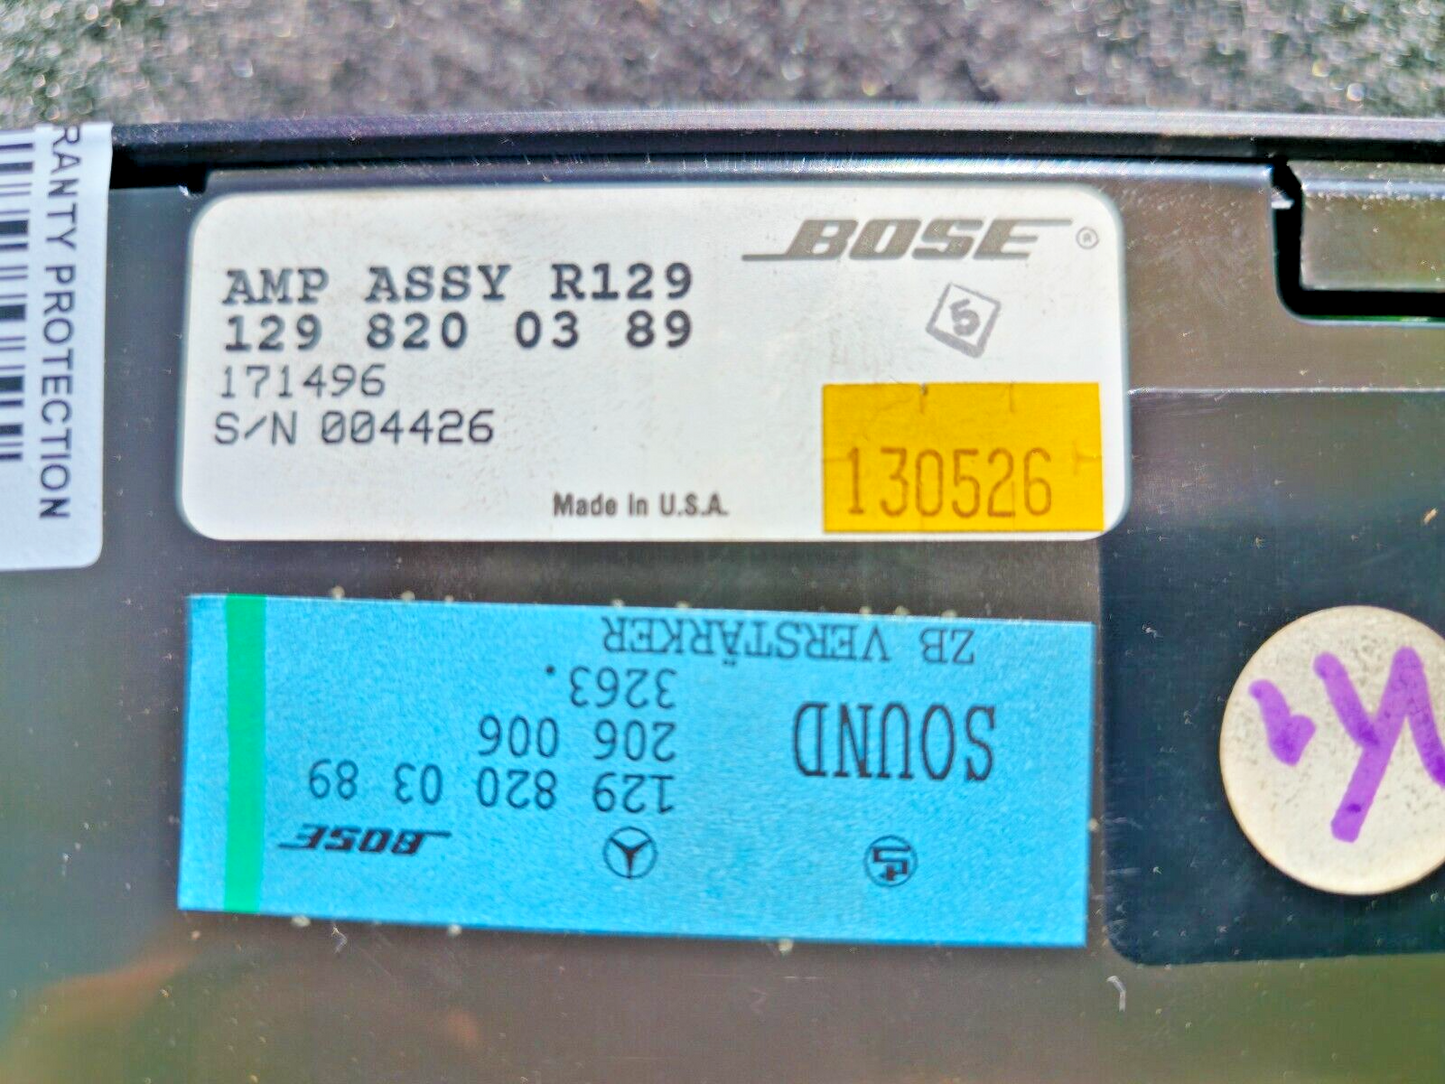 RANTY PROTECTION
BOSE®
AMP ASSY R129
129 820 03 89
5
171496
S/N 004426
130526
Made in U.S.A.
BOSE
129 820 03 89
206 006
3263.
SOUND
ZB VERSTÄRKER